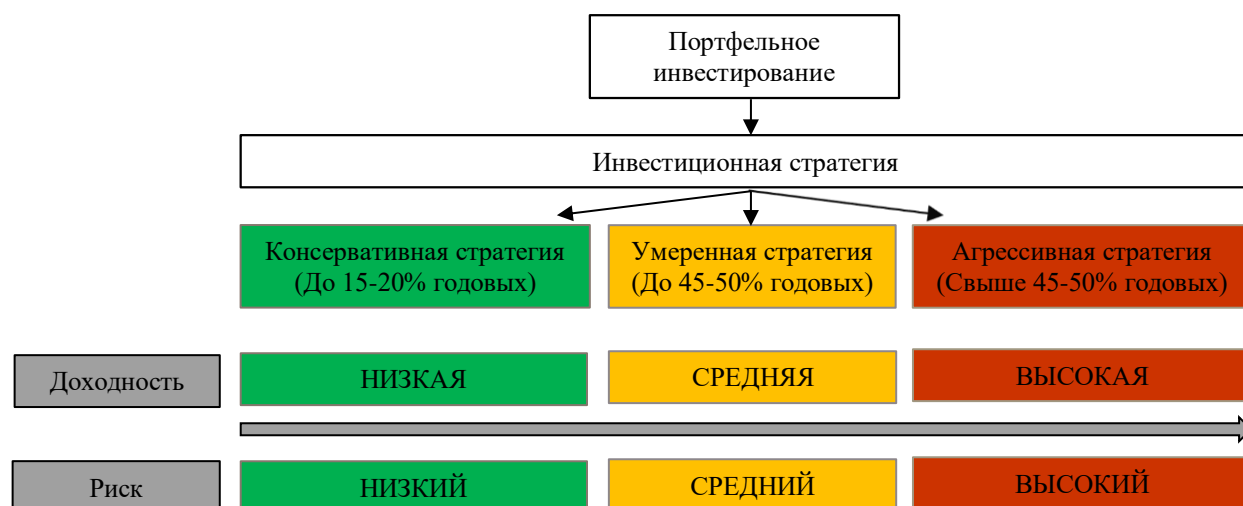 Портфельное
инвестирование
Инвестиционная стратегия
Консервативная стратегия
(До 15-20% годовых)
Умеренная стратегия
(До 45-50% годовых)
Агрессивная стратегия
(Свыше 45-50% годовых)
Доходность
НИЗКАЯ
СРЕДНЯЯ
ВЫСОКАЯ
Риск
НИЗКИЙ
СРЕДНИЙ
ВЫСОКИЙ